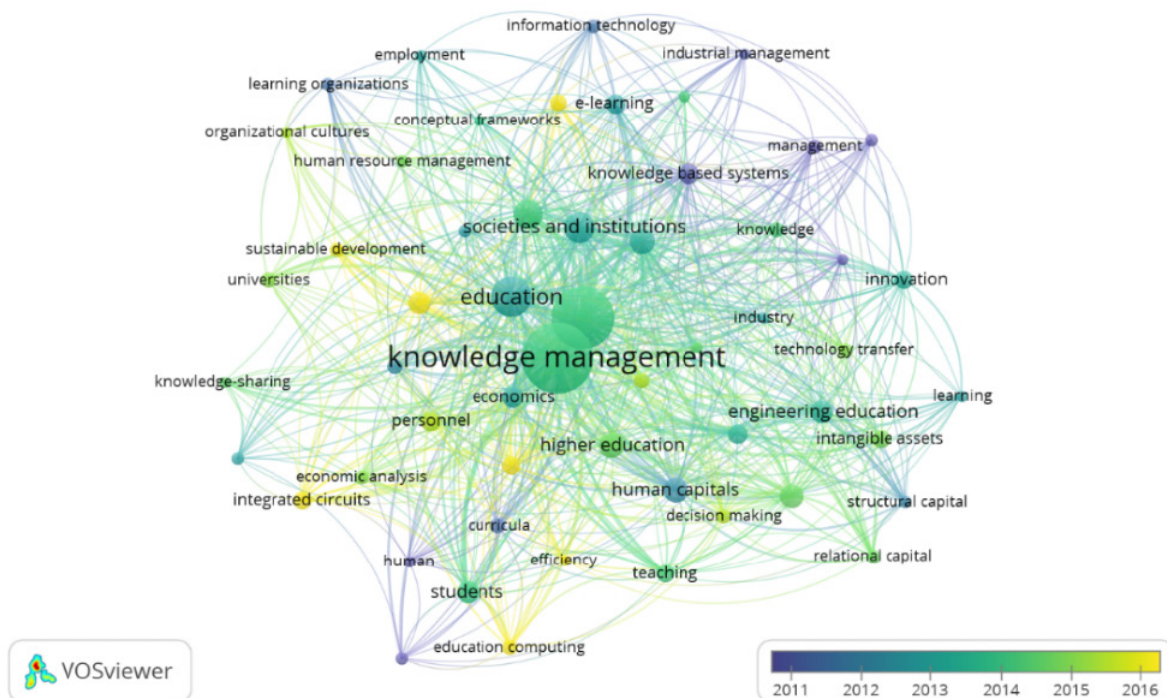 information technology
employment
industrial management
learning organizations
e-learning
conceptual frameworks
organizational cultures
management
human resource management
knowledge based systems
societies and institutions
knowledge
sustainable development
universities
innovation
education
industry
technology transfer
knowledge management
knowledge-sharing
economics
learning
engineering education
personnel
intangible assets
higher education
economic analysis
human capitals
integrated circuits
structural capital
decision making
curricula
relational capital
human
efficiency
teaching
students
education computing
VOSviewer
2011 2012 2013 2014 2015 2016